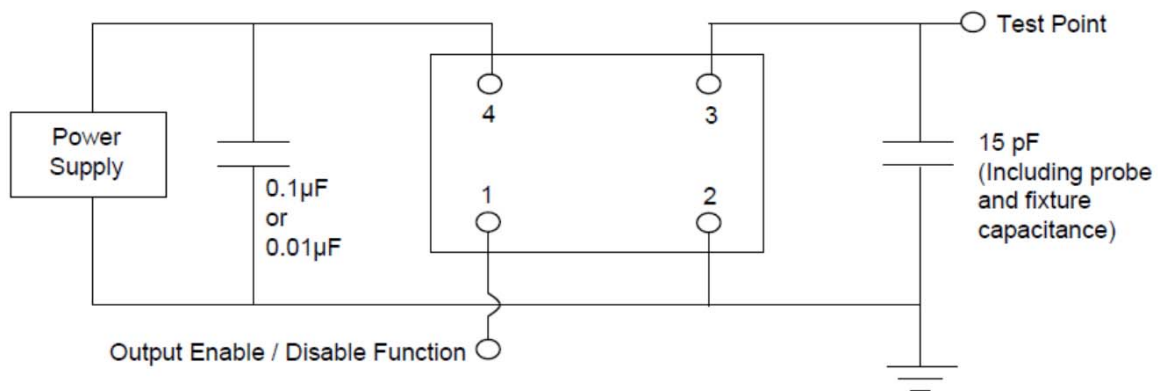 Test Point
4
3
Power
Supply
15 pF
(Including probe
and fixture
capacitance)
0.1µF
or
0.01µF
1
2
Output Enable / Disable Function